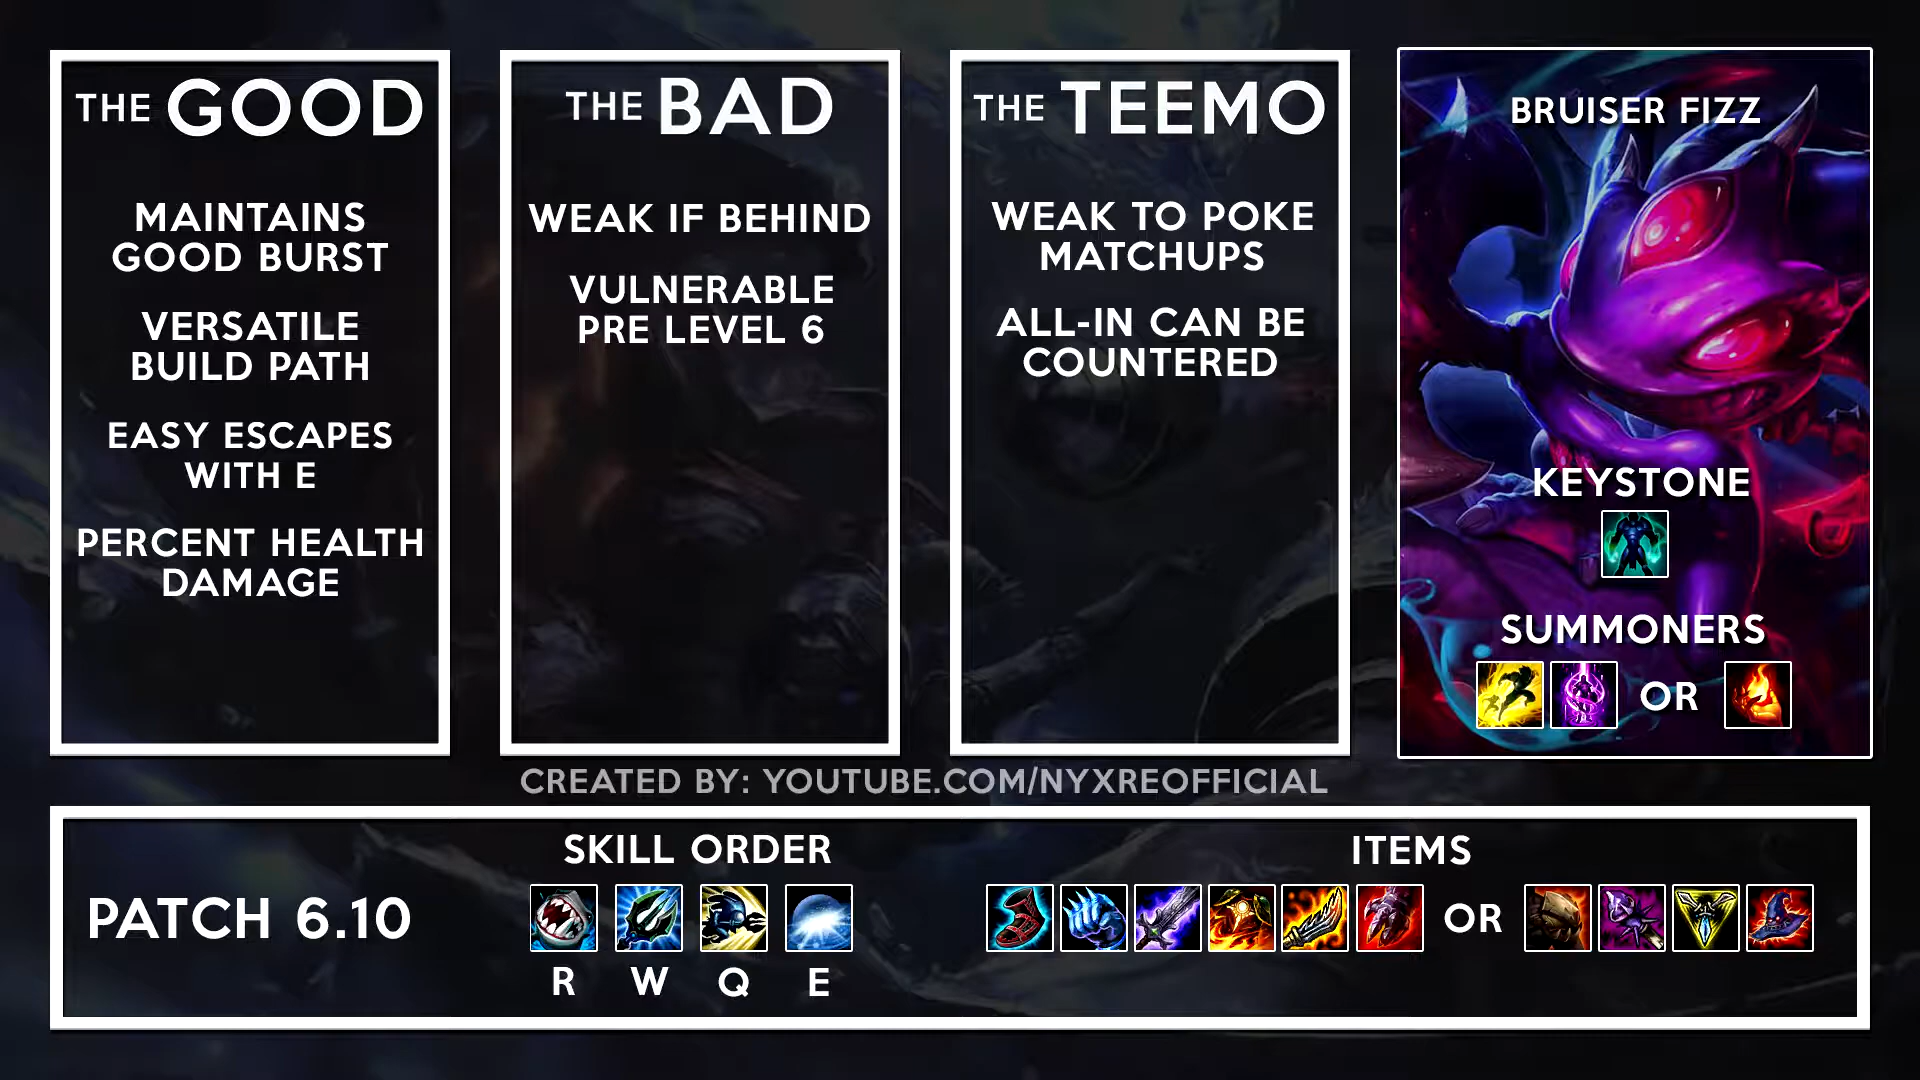 THE GOOD
MAINTAINS
GOOD BURST
VERSATILE
BUILD PATH
EASY ESCAPES
WITH E
PERCENT HEALTH
DAMAGE
THE BAD
WEAK IF BEHIND
VULNERABLE
PRE LEVEL 6
THE TEEMO
WEAK TO POKE
MATCHUPS
ALL-IN CAN BE
COUNTERED
BRUISER FIZZ
KEYSTONE
SUMMONERS
OR
CREATED BY: YOUTUBE.COM/NYXREOFFICIAL
PATCH 6.10
SKILL ORDER
R W Q E
ITEMS
OR